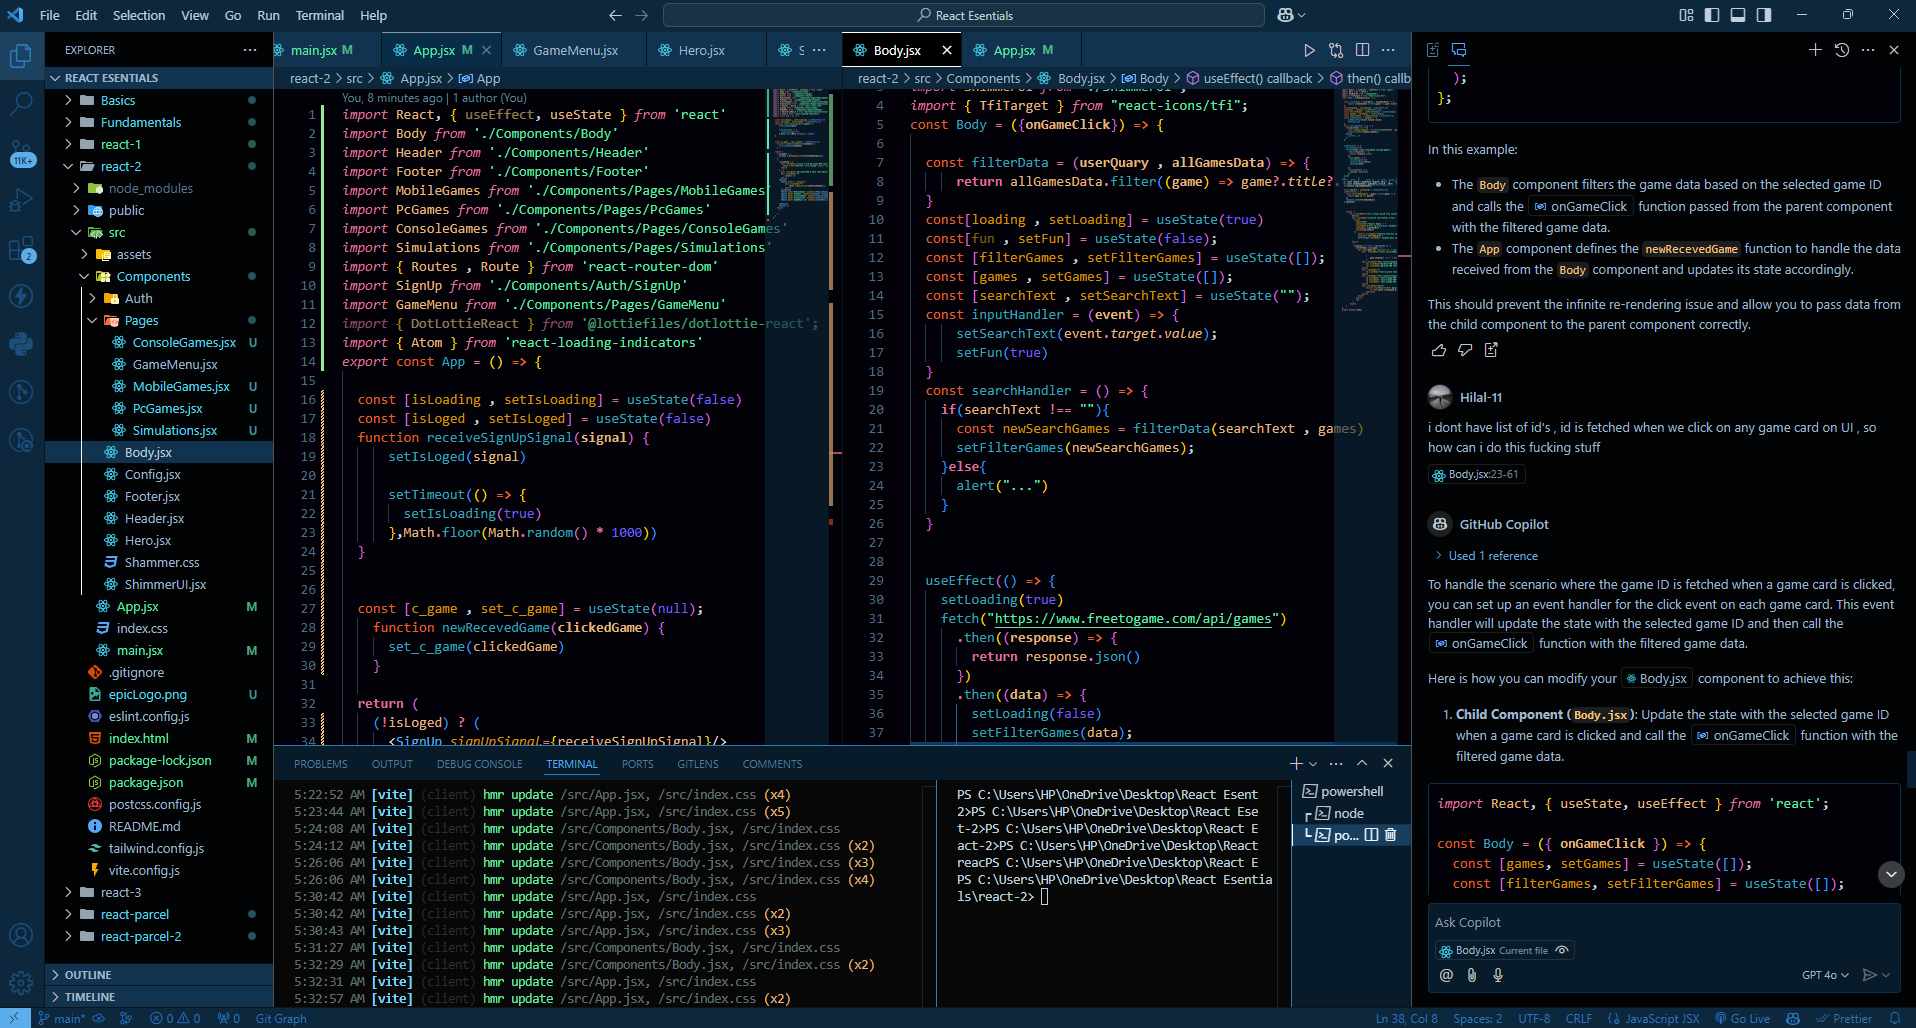 File Edit Selection View Go Run Terminal Help
React Esentials
EXPLORER
REACT ESENTIALS
Basics
Fundamentals
react-1
react-2
node_modules
public
src
assets
Components
Auth
Pages
ConsoleGames.jsx U
GameMenu.jsx
MobileGames.jsx U
PcGames.jsx U
Simulations.jsx U
Body.jsx
Config.jsx
Footer.jsx
Header.jsx
Hero.jsx
Shammer.css
ShimmerUI.jsx
App.jsx M
index.css
main.jsx M
.gitignore
epicLogo.png U
eslint.config.js
index.html M
package-lock.json M
package.json M
postcss.config.js
README.md
tailwind.config.js
vite.config.js
react-3
react-parcel
react-parcel-2
OUTLINE
TIMELINE
11K+
2
main.jsx M App.jsx M GameMenu.jsx Hero.jsx S
react-2 > src > App.jsx > App
You, 8 minutes ago | 1 author (You)
1 import React, { useEffect, useState } from 'react'
2 import Body from './Components/Body'
3 import Header from './Components/Header'
4 import Footer from './Components/Footer'
5 import MobileGames from './Components/Pages/MobileGames'
6 import PcGames from './Components/Pages/PcGames'
7 import ConsoleGames from './Components/Pages/ConsoleGames'
8 import Simulations from './Components/Pages/Simulations'
9 import { Routes , Route } from 'react-router-dom'
10 import SignUp from './Components/Auth/SignUp'
11 import GameMenu from './Components/Pages/GameMenu'
12 import { DotLottieReact } from '@lottiefiles/dotlottie-react';
13 import { Atom } from 'react-loading-indicators'
14 export const App = () => {
15
16 const [isLoading , setIsLoading] = useState(false)
17 const [isLoged , setIsLoged] = useState(false)
18 function receiveSignUpSignal(signal) {
19 setIsLoged(signal)
20
21 setTimeout(() => {
22 setIsLoading(true)
23 },Math.floor(Math.random() * 1000))
24 }
25
26
27 const [c_game , set_c_game] = useState(null);
28 function newRecevedGame(clickedGame) {
29 set_c_game(clickedGame)
30 }
31
32 return (
33 (!isLoged) ? (
34 <SignUp signUpSignal={receiveSignUpSignal}/>
Body.jsx App.jsx M
react-2 > src > Components > Body.jsx > Body > useEffect() callback > then() callb
4 import { TfiTarget } from "react-icons/tfi";
5 const Body = ({onGameClick}) => {
6
7 const filterData = (userQuary , allGamesData) => {
8 return allGamesData.filter((game) => game?.title?.
9 }
10 const[loading , setLoading] = useState(true)
11 const[fun , setFun] = useState(false);
12 const [filterGames , setFilterGames] = useState([]);
13 const [games , setGames] = useState([]);
14 const [searchText , setSearchText] = useState("");
15 const inputHandler = (event) => {
16 setSearchText(event.target.value);
17 setFun(true)
18 }
19 const searchHandler = () => {
20 if(searchText !== ""){
21 const newSearchGames = filterData(searchText , games)
22 setFilterGames(newSearchGames);
23 }else{
24 alert("...")
25 }
26 }
27
28
29 useEffect(() => {
30 setLoading(true)
31 fetch("https://www.freetogame.com/api/games")
32 .then((response) => {
33 return response.json()
34 })
35 .then((data) => {
36 setLoading(false)
37 setFilterGames(data);
PROBLEMS OUTPUT DEBUG CONSOLE TERMINAL PORTS GITLENS COMMENTS
5:22:52 AM [vite] (client) hmr update /src/App.jsx, /src/index.css (x4)
5:23:44 AM [vite] (client) hmr update /src/App.jsx, /src/index.css (x5)
5:24:08 AM [vite] (client) hmr update /src/Components/Body.jsx, /src/index.css
5:24:12 AM [vite] (client) hmr update /src/Components/Body.jsx, /src/index.css (x2)
5:26:06 AM [vite] (client) hmr update /src/Components/Body.jsx, /src/index.css (x3)
5:26:06 AM [vite] (client) hmr update /src/Components/Body.jsx, /src/index.css (x4)
5:30:42 AM [vite] (client) hmr update /src/App.jsx, /src/index.css
5:30:42 AM [vite] (client) hmr update /src/App.jsx, /src/index.css (x2)
5:30:43 AM [vite] (client) hmr update /src/App.jsx, /src/index.css (x3)
5:31:27 AM [vite] (client) hmr update /src/Components/Body.jsx, /src/index.css
5:32:29 AM [vite] (client) hmr update /src/Components/Body.jsx, /src/index.css (x2)
5:32:31 AM [vite] (client) hmr update /src/App.jsx, /src/index.css
5:32:57 AM [vite] (client) hmr update /src/App.jsx, /src/index.css (x2)
PS C:\Users\HP\OneDrive\Desktop\React Esent
2>PS C:\Users\HP\OneDrive\Desktop\React Ese
t-2>PS C:\Users\HP\OneDrive\Desktop\React E
act-2>PS C:\Users\HP\OneDrive\Desktop\React
reacPS C:\Users\HP\OneDrive\Desktop\React E
PS C:\Users\HP\OneDrive\Desktop\React Esentia
ls\react-2>
powershell
node
po...
);
};
In this example:
• The Body component filters the game data based on the selected game ID
and calls the onGameClick function passed from the parent component
with the filtered game data.
• The App component defines the newRecevedGame function to handle the data
received from the Body component and updates its state accordingly.
This should prevent the infinite re-rendering issue and allow you to pass data from
the child component to the parent component correctly.
Hilal-11
i dont have list of id's , id is fetched when we click on any game card on UI , so
how can i do this fucking stuff
Body.jsx:23-61
GitHub Copilot
> Used 1 reference
To handle the scenario where the game ID is fetched when a game card is clicked,
you can set up an event handler for the click event on each game card. This event
handler will update the state with the selected game ID and then call the
onGameClick function with the filtered game data.
Here is how you can modify your Body.jsx component to achieve this:
1. Child Component (Body.jsx): Update the state with the selected game ID
when a game card is clicked and call the onGameClick function with the
filtered game data.
import React, { useState, useEffect } from 'react';
const Body = ({ onGameClick }) => {
const [games, setGames] = useState([]);
const [filterGames, setFilterGames] = useState([]);
Ask Copilot
Body.jsx Current file
@ GPT 4o
main* 0 0 0 Git Graph Ln 38, Col 8 Spaces: 2 UTF-8 CRLF JavaScript JSX Go Live Prettier